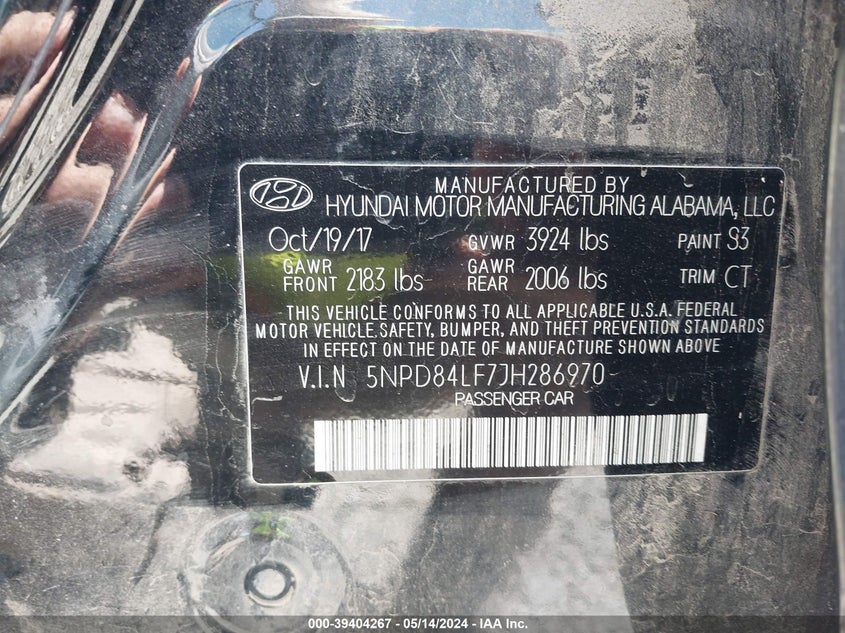 MANUFACTURED BY
HYUNDAI MOTOR MANUFACTURING ALABAMA, LLC
Oct/19/17 GVWR 3924 lbs PAINT S3
GAWR FRONT 2183 lbs GAWR REAR 2006 lbs TRIM CT
THIS VEHICLE CONFORMS TO ALL APPLICABLE U.S.A. FEDERAL
MOTOR VEHICLE SAFETY, BUMPER, AND THEFT PREVENTION STANDARDS
IN EFFECT ON THE DATE OF MANUFACTURE SHOWN ABOVE
V.I.N 5NPD84LF7JH286970
PASSENGER CAR
000-39404267 - 05/14/2024 - IAA Inc.